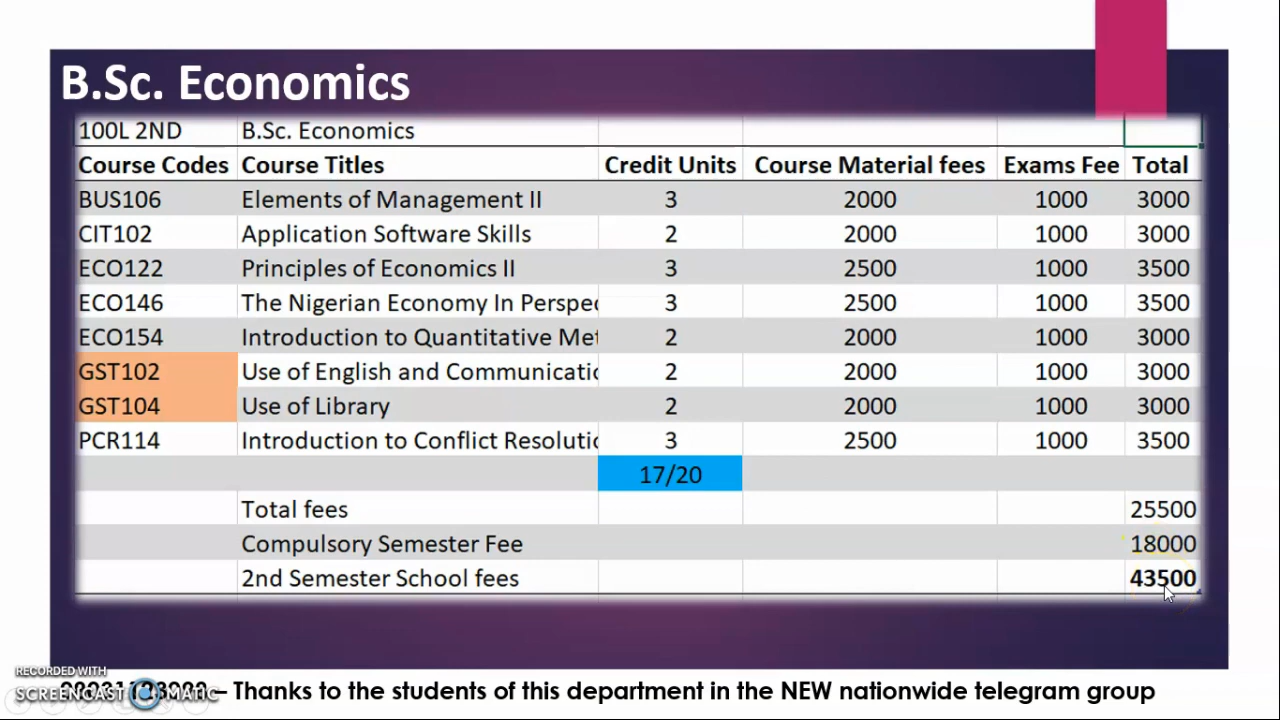 B.Sc. Economics
100L 2ND B.Sc. Economics
Course Codes Course Titles Credit Units Course Material fees Exams Fee Total
BUS106 Elements of Management II 3 2000 1000 3000
CIT102 Application Software Skills 2 2000 1000 3000
ECO122 Principles of Economics II 3 2500 1000 3500
ECO146 The Nigerian Economy In Perspec 3 2500 1000 3500
ECO154 Introduction to Quantitative Met 2 2000 1000 3000
GST102 Use of English and Communicatic 2 2000 1000 3000
GST104 Use of Library 2 2000 1000 3000
PCR114 Introduction to Conflict Resolutic 3 2500 1000 3500
17/20
Total fees 25500
Compulsory Semester Fee 18000
2nd Semester School fees 43500
RECORDED WITH
SCREENCAST MATIC
– Thanks to the students of this department in the NEW nationwide telegram group